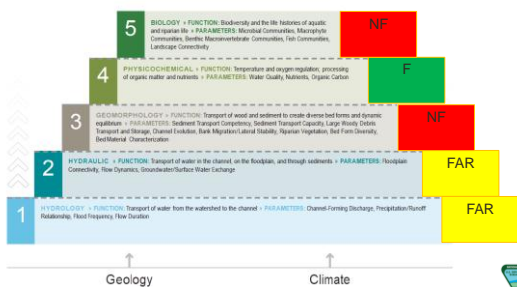 5
BIOLOGY » FUNCTION: Biodiversity and the life histories of aquatic
and riparian life » PARAMETERS: Microbial Communities, Macrophyte
Communities, Benthic Macroinvertebrate Communities, Fish Communities,
Landscape Connectivity
NF
4
PHYSICOCHEMICAL » FUNCTION: Temperature and oxygen regulation; processing
of organic matter and nutrients » PARAMETERS: Water Quality, Nutrients, Organic Carbon
F
3
GEOMORPHOLOGY » FUNCTION: Transport of wood and sediment to create diverse bed forms and dynamic
equilibrium » PARAMETERS: Sediment Transport Competency, Sediment Transport Capacity, Large Woody Debris
Transport and Storage, Channel Evolution, Bank Migration/Lateral Stability, Riparian Vegetation, Bed Form Diversity,
Bed Material Characterization
NF
2
HYDRAULIC » FUNCTION: Transport of water in the channel, on the floodplain, and through sediments » PARAMETERS: Floodplain
Connectivity, Flow Dynamics, Groundwater/Surface Water Exchange
FAR
1
HYDROLOGY » FUNCTION: Transport of water from the watershed to the channel » PARAMETERS: Channel-Forming Discharge, Precipitation/Runoff
Relationship, Flood Frequency, Flow Duration
FAR
Geology
Climate